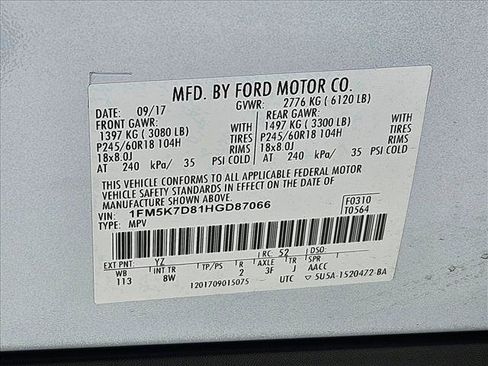 MFD. BY FORD MOTOR CO.
DATE: 09/17 GVWR: 2776 KG ( 6120 LB)
FRONT GAWR: REAR GAWR:
1397 KG ( 3080 LB) WITH 1497 KG ( 3300 LB) WITH
P245/60R18 104H TIRES P245/60R18 104H TIRES
18x8.0J RIMS 18x8.0J RIMS
AT 240 kPa/ 35 PSI COLD AT 240 kPa/ 35 PSI COLD
THIS VEHICLE CONFORMS TO ALL APPLICABLE FEDERAL MOTOR
VEHICLE SAFETY STANDARDS IN EFFECT ON THE DATE OF
MANUFACTURE SHOWN ABOVE.
VIN: 1FM5K7D81HGD87066 F0310
TYPE: MPV T0564
EXT PNT: YZ RC: 52 DSO:
WB INT TR TP/PS R AXLE TR SPR
113 8W 2 3F J AACC
1201709015075 UTC SU5A-1520472-BA